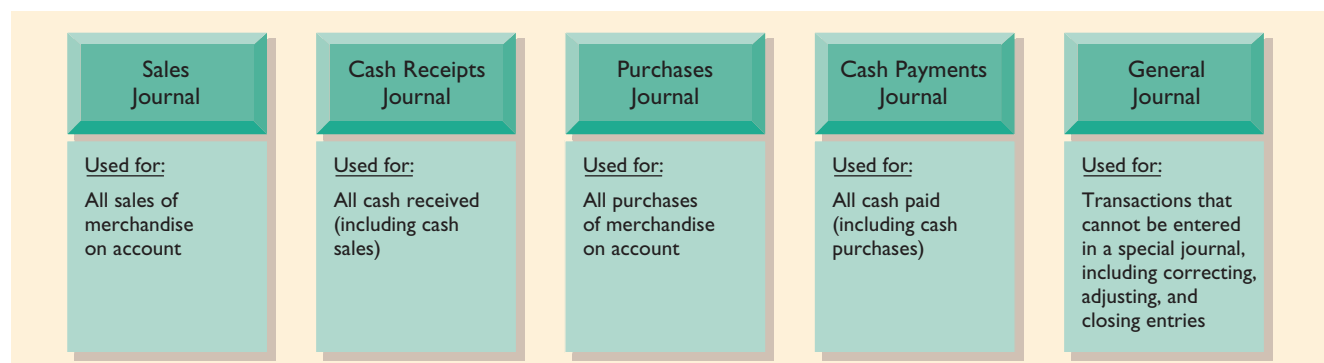 Sales
Journal
Used for:
All sales of
merchandise
on account
Cash Receipts
Journal
Used for:
All cash received
(including cash
sales)
Purchases
Journal
Used for:
All purchases
of merchandise
on account
Cash Payments
Journal
Used for:
All cash paid
(including cash
purchases)
General
Journal
Used for:
Transactions that
cannot be entered
in a special journal,
including correcting,
adjusting, and
closing entries